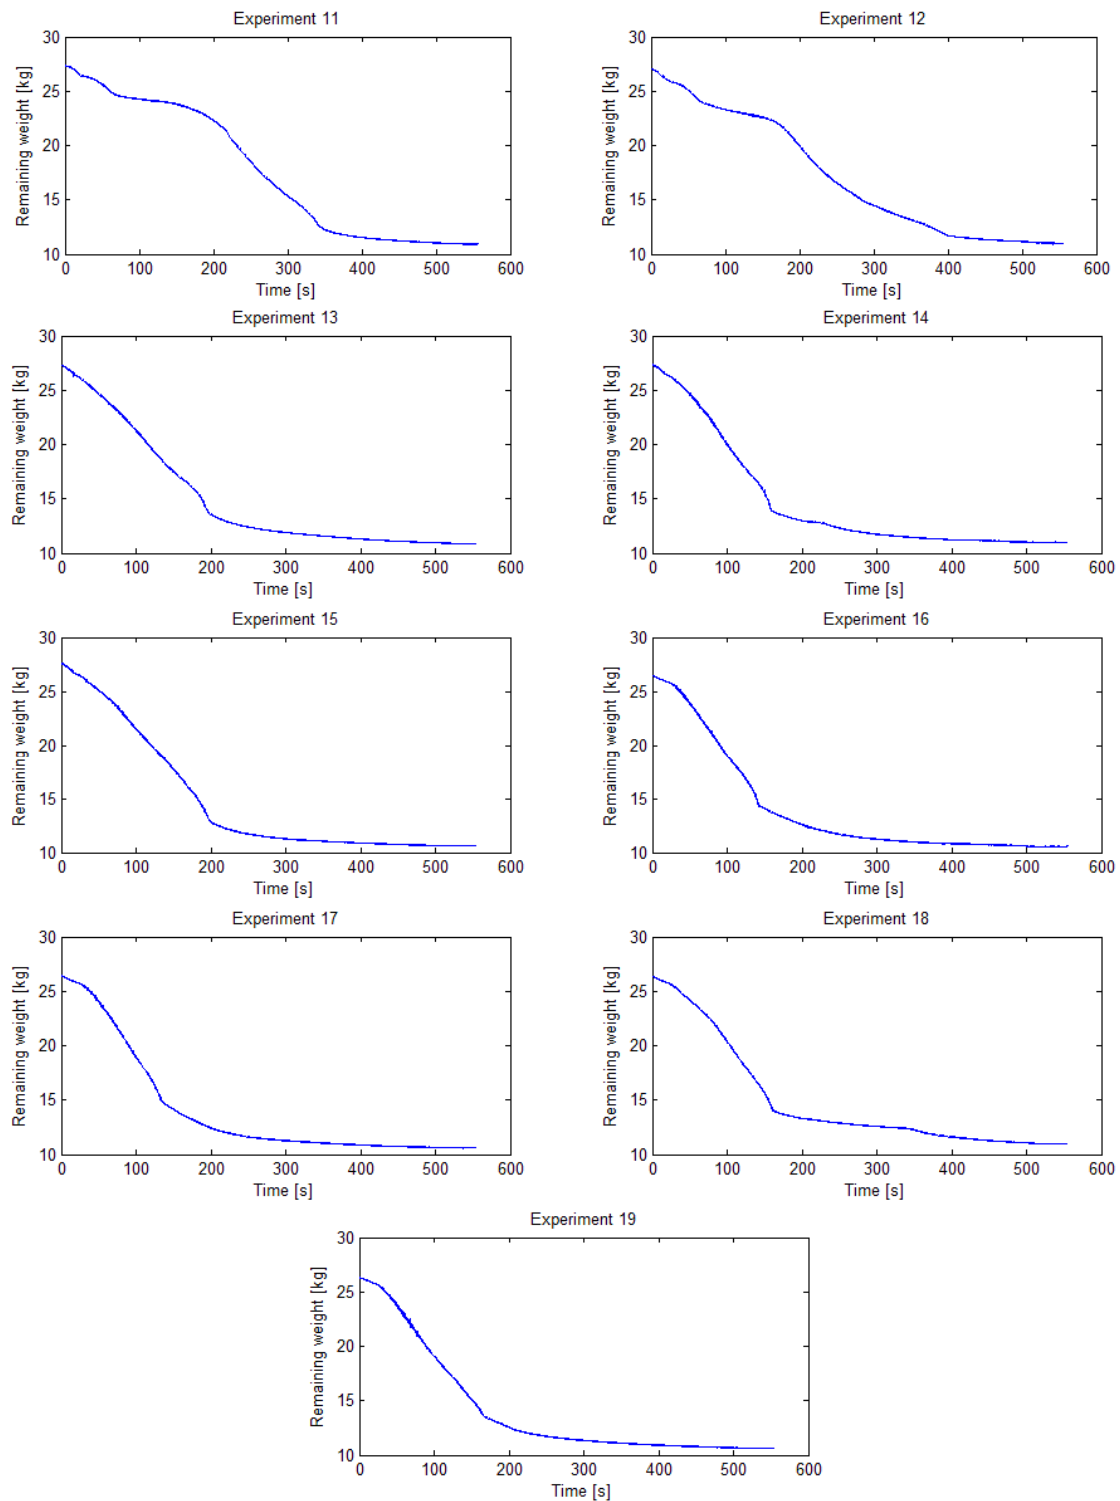 Experiment 11
Remaining weight [kg]
30
25
20
15
10
0 100 200 300 400 500 600
Time [s]
Experiment 12
Remaining weight [kg]
30
25
20
15
10
0 100 200 300 400 500 600
Time [s]
Experiment 13
Remaining weight [kg]
30
25
20
15
10
0 100 200 300 400 500 600
Time [s]
Experiment 14
Remaining weight [kg]
30
25
20
15
10
0 100 200 300 400 500 600
Time [s]
Experiment 15
Remaining weight [kg]
30
25
20
15
10
0 100 200 300 400 500 600
Time [s]
Experiment 16
Remaining weight [kg]
30
25
20
15
10
0 100 200 300 400 500 600
Time [s]
Experiment 17
Remaining weight [kg]
30
25
20
15
10
0 100 200 300 400 500 600
Time [s]
Experiment 18
Remaining weight [kg]
30
25
20
15
10
0 100 200 300 400 500 600
Time [s]
Experiment 19
Remaining weight [kg]
30
25
20
15
10
0 100 200 300 400 500 600
Time [s]